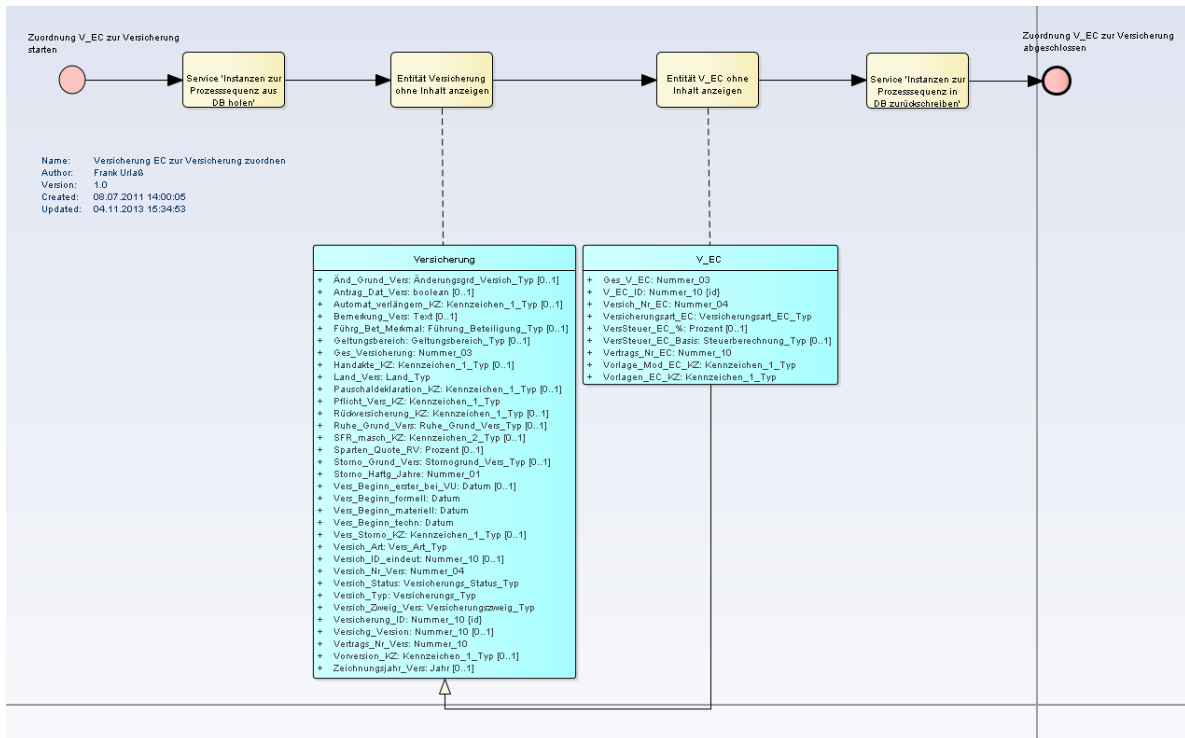 Zuordnung V_EC zur Versicherung
starten
Zuordnung V_EC zur Versicherung
abgeschlossen
Service 'Instanzen zur
Prozesssequenz aus
DB holen'
Entität Versicherung
ohne Inhalt anzeigen
Entität V_EC ohne
Inhalt anzeigen
Service 'Instanzen zur
Prozesssequenz in
DB zurückschreiben'
Name: Versicherung EC zur Versicherung zuordnen
Author: Frank Urlaß
Version: 1.0
Created: 08.07.2011 14:00:05
Updated: 04.11.2013 15:34:53
Versicherung
+ Änd_Grund_Vers: Änderungsgrd_Versich_Typ [0..1]
+ Antrag_Dat_Vers: boolean [0..1]
+ Automat_verlängern_KZ: Kennzeichen_1_Typ [0..1]
+ Bemerkung_Vers: Text [0..1]
+ Führg_Bet_Merkmal: Führung_Beteiligung_Typ [0..1]
+ Geltungsbereich: Geltungsbereich_Typ [0..1]
+ Ges_Versicherung: Nummer_03
+ Handakte_KZ: Kennzeichen_1_Typ [0..1]
+ Land_Vers: Land_Typ
+ Pauschaldeklaration_KZ: Kennzeichen_1_Typ [0..1]
+ Pflicht_Vers_KZ: Kennzeichen_1_Typ
+ Rückversicherung_KZ: Kennzeichen_1_Typ [0..1]
+ Ruhe_Grund_Vers: Ruhe_Grund_Vers_Typ [0..1]
+ SFR_masch_KZ: Kennzeichen_2_Typ [0..1]
+ Sparten_Quote_RV: Prozent [0..1]
+ Storno_Grund_Vers: Stornogrund_Vers_Typ [0..1]
+ Storno_Haftg_Jahre: Nummer_01
+ Vers_Beginn_erster_bei_VU: Datum [0..1]
+ Vers_Beginn_formell: Datum
+ Vers_Beginn_materiell: Datum
+ Vers_Beginn_techn: Datum
+ Vers_Storno_KZ: Kennzeichen_1_Typ [0..1]
+ Versich_Art: Vers_Art_Typ
+ Versich_ID_eindeut: Nummer_10 [0..1]
+ Versich_Nr_Vers: Nummer_04
+ Versich_Status: Versicherungs_Status_Typ
+ Versich_Typ: Versicherungs_Typ
+ Versich_Zweig_Vers: Versicherungszweig_Typ
+ Versicherung_ID: Nummer_10 {id}
+ Versichg_Version: Nummer_10 [0..1]
+ Vertrags_Nr_Vers: Nummer_10
+ Vorversion_KZ: Kennzeichen_1_Typ [0..1]
+ Zeichnungsjahr_Vers: Jahr [0..1]
V_EC
+ Ges_V_EC: Nummer_03
+ V_EC_ID: Nummer_10 {id}
+ Versich_Nr_EC: Nummer_04
+ Versicherungsart_EC: Versicherungsart_EC_Typ
+ VersSteuer_EC_%: Prozent [0..1]
+ VersSteuer_EC_Basis: Steuerberechnung_Typ [0..1]
+ Vertrags_Nr_EC: Nummer_10
+ Vorlage_Mod_EC_KZ: Kennzeichen_1_Typ
+ Vorlagen_EC_KZ: Kennzeichen_1_Typ